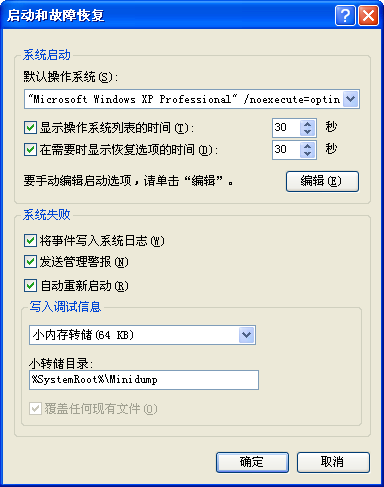 启动和故障恢复
系统启动
默认操作系统(S):
"Microsoft Windows XP Professional" /noexecute=optin
显示操作系统列表的时间(T): 30 秒
在需要时显示恢复选项的时间(D): 30 秒
要手动编辑启动选项，请单击“编辑”。 编辑(E)
系统失败
将事件写入系统日志(W)
发送管理警报(N)
自动重新启动(R)
写入调试信息
小内存转储(64 KB)
小转储目录:
%SystemRoot%\Minidump
覆盖任何现有文件(O)
确定 取消